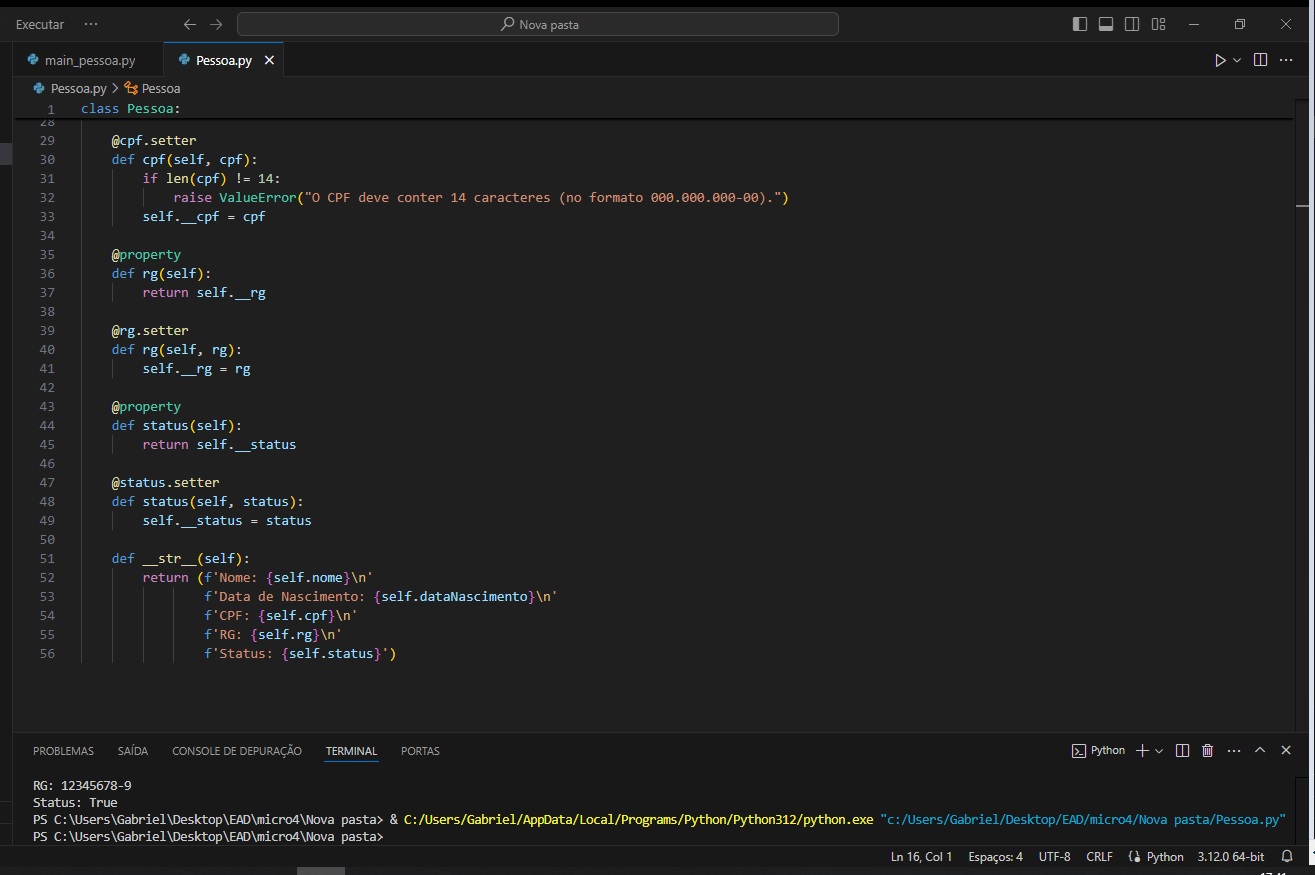 Executar ···
Nova pasta
main_pessoa.py Pessoa.py
Pessoa.py > Pessoa
1 class Pessoa:
28
29 @cpf.setter
30 def cpf(self, cpf):
31 if len(cpf) != 14:
32 raise ValueError("O CPF deve conter 14 caracteres (no formato 000.000.000-00).")
33 self.__cpf = cpf
34
35 @property
36 def rg(self):
37 return self.__rg
38
39 @rg.setter
40 def rg(self, rg):
41 self.__rg = rg
42
43 @property
44 def status(self):
45 return self.__status
46
47 @status.setter
48 def status(self, status):
49 self.__status = status
50
51 def __str__(self):
52 return (f'Nome: {self.nome}\n'
53 f'Data de Nascimento: {self.dataNascimento}\n'
54 f'CPF: {self.cpf}\n'
55 f'RG: {self.rg}\n'
56 f'Status: {self.status}')
PROBLEMAS SAÍDA CONSOLE DE DEPURAÇÃO TERMINAL PORTAS Python
RG: 12345678-9
Status: True
PS C:\Users\Gabriel\Desktop\EAD\micro4\Nova pasta> & C:/Users/Gabriel/AppData/Local/Programs/Python/Python312/python.exe "c:/Users/Gabriel/Desktop/EAD/micro4/Nova pasta/Pessoa.py"
PS C:\Users\Gabriel\Desktop\EAD\micro4\Nova pasta>
Ln 16, Col 1 Espaços: 4 UTF-8 CRLF Python 3.12.0 64-bit